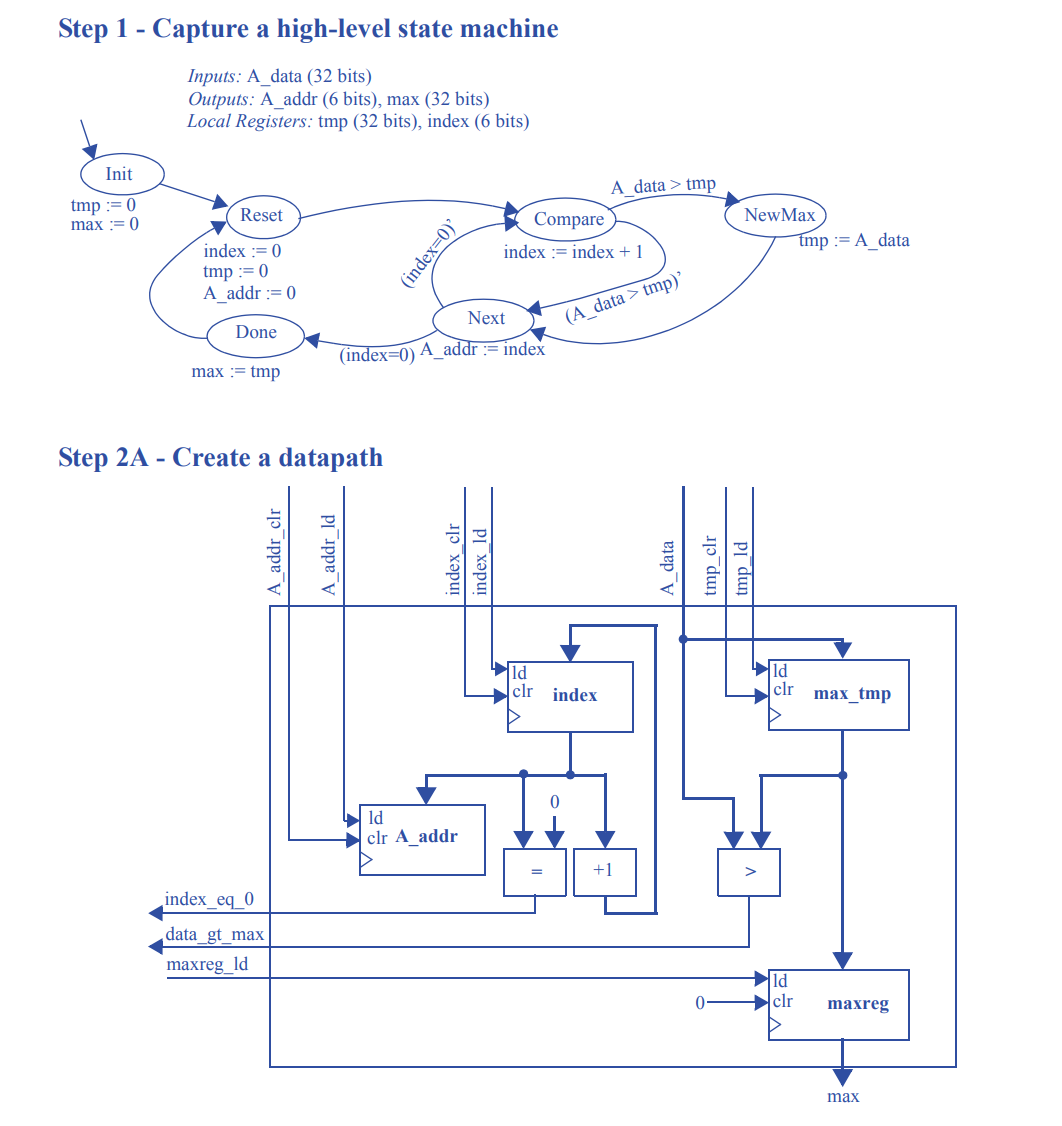 Step 1 - Capture a high-level state machine
Inputs: A_data (32 bits)
Outputs: A_addr (6 bits), max (32 bits)
Local Registers: tmp (32 bits), index (6 bits)
Init
tmp := 0
max := 0
Reset
index := 0
tmp := 0
A_addr := 0
Compare
index := index + 1
A_data > tmp
NewMax
tmp := A_data
(A_data > tmp)’
(index=0)’
Next
A_addr := index
(index=0)
Done
max := tmp
Step 2A - Create a datapath
A_addr_clr
A_addr_ld
index_clr
index_ld
A_data
tmp_clr
tmp_ld
ld
clr
index
ld
clr
max_tmp
0
ld
clr
A_addr
=
+1
>
index_eq_0
data_gt_max
maxreg_ld
0
ld
clr
maxreg
max